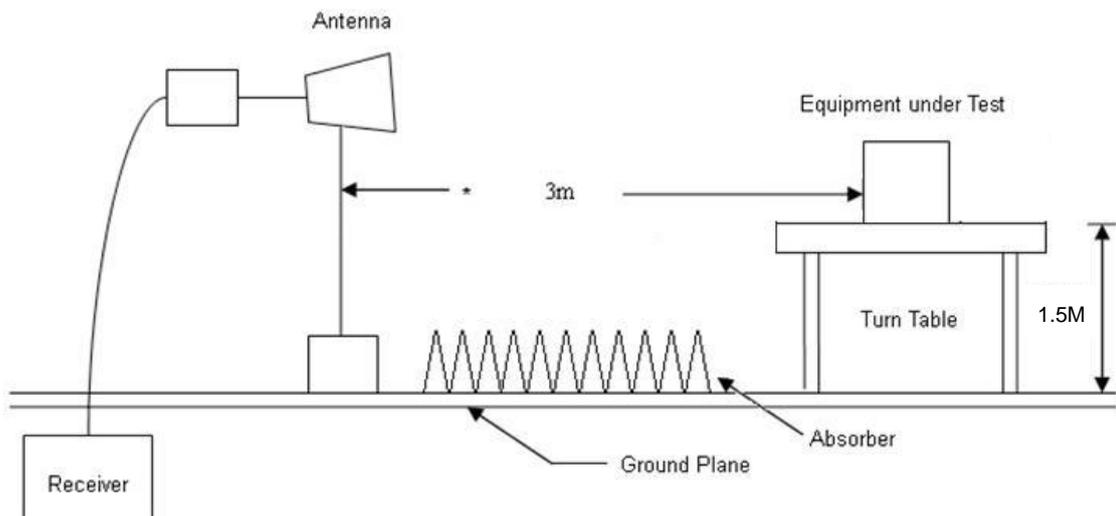 Antenna
Equipment under Test
* 3m
Turn Table
1.5M
Absorber
Ground Plane
Receiver